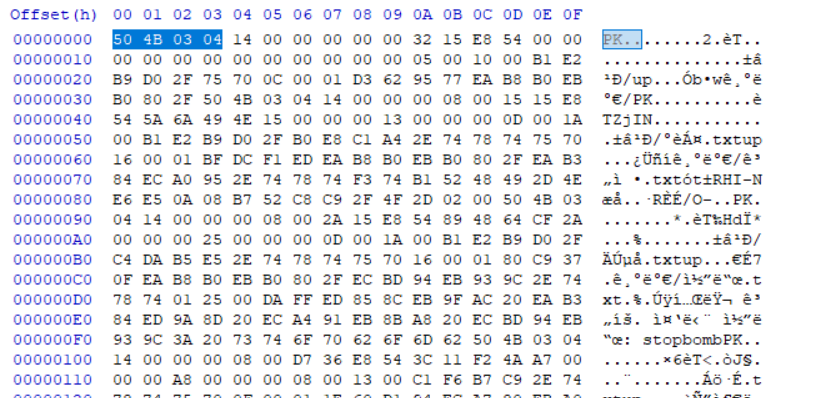 Offset(h) 00 01 02 03 04 05 06 07 08 09 0A 0B 0C 0D 0E 0F
00000000 50 4B 03 04 14 00 00 00 00 00 32 15 E8 54 00 00 PK........2.èT..
00000010 00 00 00 00 00 00 00 00 00 00 05 00 10 00 B1 E2 ..............±â
00000020 B9 D0 2F 75 70 0C 00 01 D3 62 95 77 EA B8 B0 EB ¹Ð/up...Ób•wê¸°ë
00000030 B0 80 2F 50 4B 03 04 14 00 00 00 08 00 15 15 E8 °€/PK..........è
00000040 54 5A 6A 49 4E 15 00 00 00 13 00 00 00 0D 00 1A TZjIN...........
00000050 00 B1 E2 B9 D0 2F B0 E8 C1 A4 2E 74 78 74 75 70 .±â¹Ð/°èÁ¤.txtup
00000060 16 00 01 BF DC F1 ED EA B8 B0 EB B0 80 2F EA B3 ...¿Üñíê¸°ë°€/ê³
00000070 84 EC A0 95 2E 74 78 74 F3 74 B1 52 48 49 2D 4E „ì •.txtót±RHI-N
00000080 E6 E5 0A 08 B7 52 C8 C9 2F 4F 2D 02 00 50 4B 03 æå..·RÈÉ/O-..PK.
00000090 04 14 00 00 00 08 00 2A 15 E8 54 89 48 64 CF 2A .......*.èT‰HdÏ*
000000A0 00 00 00 25 00 00 00 0D 00 1A 00 B1 E2 B9 D0 2F ...%.......±â¹Ð/
000000B0 C4 DA B5 E5 2E 74 78 74 75 70 16 00 01 80 C9 37 ÄÚµå.txtup...€É7
000000C0 0F EA B8 B0 EB B0 80 2F EC BD 94 EB 93 9C 2E 74 .ê¸°ë°€/ì½”ë“œ.t
000000D0 78 74 01 25 00 DA FF ED 85 8C EB 9F AC 20 EA B3 xt.%.Úÿí…ŒëŸ¬ ê³
000000E0 84 ED 9A 8D 20 EC A4 91 EB 8B A8 20 EC BD 94 EB „íš. ì¤‘ë‹¨ ì½”ë
000000F0 93 9C 3A 20 73 74 6F 70 62 6F 6D 62 50 4B 03 04 “œ: stopbombPK..
00000100 14 00 00 00 08 00 D7 36 E8 54 3C 11 F2 4A A7 00 ......×6èT<.òJ§.
00000110 00 00 A8 00 00 00 08 00 13 00 C1 F6 B7 C9 2E 74 ..¨.......Áö·É.t